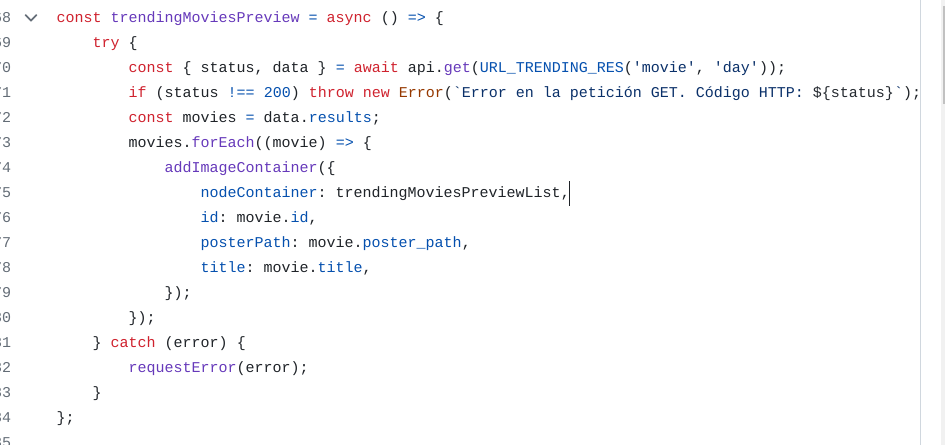 68 const trendingMoviesPreview = async () => {
69     try {
70         const { status, data } = await api.get(URL_TRENDING_RES('movie', 'day'));
71         if (status !== 200) throw new Error(`Error en la petición GET. Código HTTP: ${status}`);
72         const movies = data.results;
73         movies.forEach((movie) => {
74             addImageContainer({
75                 nodeContainer: trendingMoviesPreviewList,
76                 id: movie.id,
77                 posterPath: movie.poster_path,
78                 title: movie.title,
79             });
80         });
81     } catch (error) {
82         requestError(error);
83     }
84 };
85